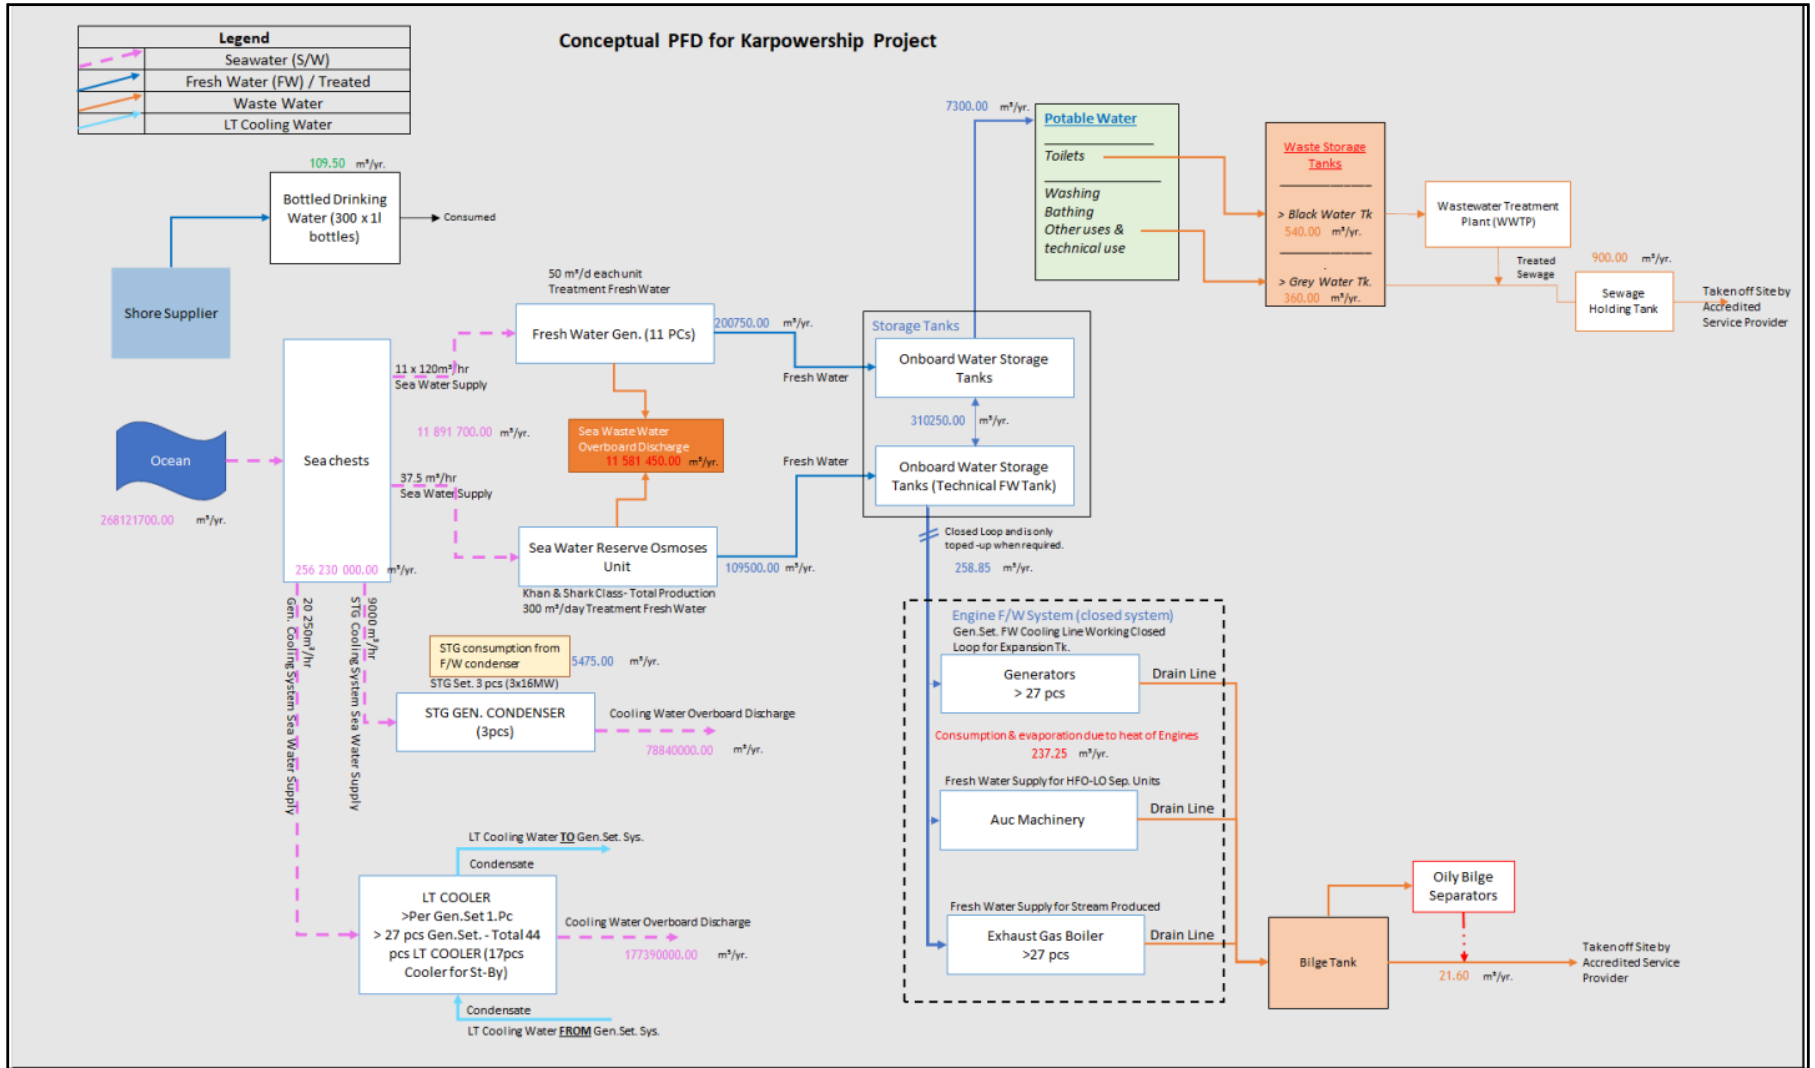 Conceptual PFD for Karpowership Project
Legend
Seawater (S/W)
Fresh Water (FW) / Treated
Waste Water
LT Cooling Water
109.50 m³/yr.
Bottled Drinking
Water (300 x 1l
bottles)
Consumed
Shore Supplier
Ocean
268121700.00 m³/yr.
Sea chests
256 230 000.00 m³/yr.
11 x 120m³/hr
Sea Water Supply
11 891 700.00 m³/yr.
37.5 m³/hr
Sea Water Supply
50 m³/d each unit
Treatment Fresh Water
Fresh Water Gen. (11 PCs)
200750.00 m³/yr.
Fresh Water
Sea Waste Water
Overboard Discharge
11 581 450.00 m³/yr.
Sea Water Reserve Osmoses
Unit
109500.00 m³/yr.
Fresh Water
Khan & Shark Class- Total Production
300 m³/day Treatment Fresh Water
Storage Tanks
Onboard Water Storage
Tanks
310250.00 m³/yr.
Onboard Water Storage
Tanks (Technical FW Tank)
7300.00 m³/yr.
Potable Water
Toilets
Washing
Bathing
Other uses &
technical use
Waste Storage
Tanks
> Black Water Tk
540.00 m³/yr.
.
> Grey Water Tk.
360.00 m³/yr.
Wastewater Treatment
Plant (WWTP)
Treated
Sewage
900.00 m³/yr.
Sewage
Holding Tank
Taken off Site by
Accredited
Service Provider
Closed Loop and is only
toped -up when required.
258.85 m³/yr.
Engine F/W System (closed system)
Gen.Set. FW Cooling Line Working Closed
Loop for Expansion Tk.
Generators
> 27 pcs
Drain Line
Consumption & evaporation due to heat of Engines
237.25 m³/yr.
Fresh Water Supply for HFO-LO Sep. Units
Auc Machinery
Drain Line
Fresh Water Supply for Stream Produced
Exhaust Gas Boiler
>27 pcs
Drain Line
Bilge Tank
Oily Bilge
Separators
21.60 m³/yr.
Taken off Site by
Accredited Service
Provider
20 250m³/hr
Gen. Cooling System Sea Water Supply
9000 m³/hr
STG Cooling System Sea Water Supply
STG consumption from
F/W condenser
5475.00 m³/yr.
STG Set. 3 pcs (3x16MW)
STG GEN. CONDENSER
(3pcs)
Cooling Water Overboard Discharge
78840000.00 m³/yr.
LT Cooling Water TO Gen.Set. Sys.
Condensate
LT COOLER
>Per Gen.Set 1.Pc
> 27 pcs Gen.Set. - Total 44
pcs LT COOLER (17pcs
Cooler for St-By)
Cooling Water Overboard Discharge
177390000.00 m³/yr.
Condensate
LT Cooling Water FROM Gen.Set. Sys.